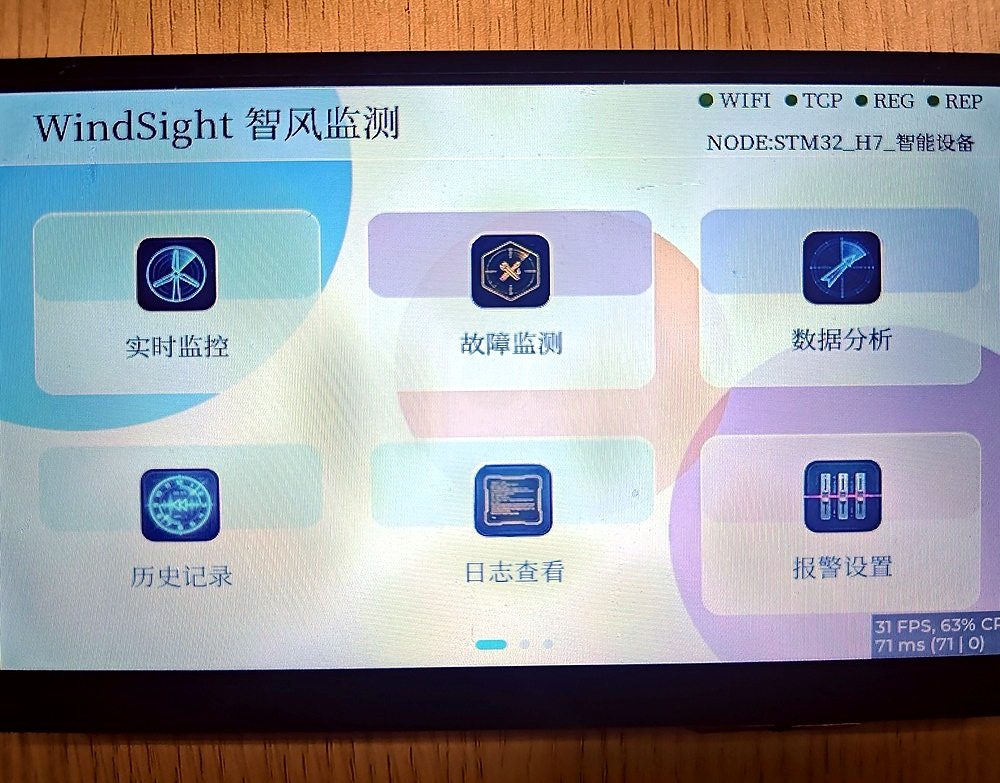 WindSight 智风监测
WIFI TCP REG REP
NODE:STM32_H7_智能设备
实时监控
故障监测
数据分析
历史记录
日志查看
报警设置
31 FPS, 63% CP
71 ms (71 | 0)